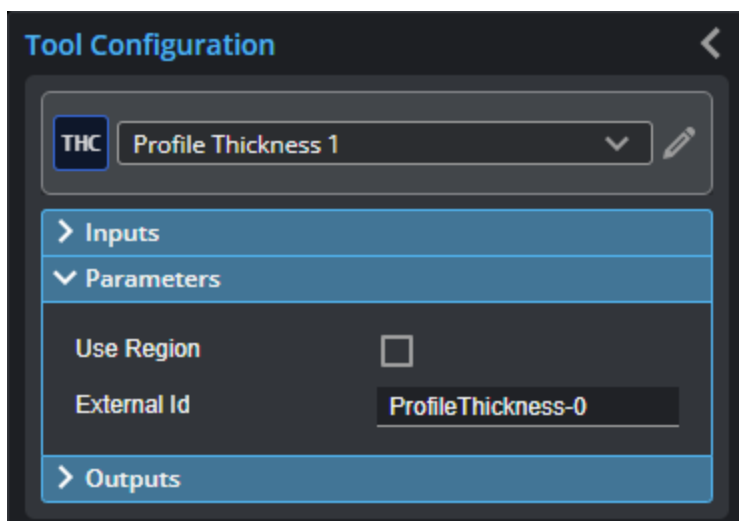 Tool Configuration
THC Profile Thickness 1
Inputs
Parameters
Use Region
External Id ProfileThickness-0
Outputs